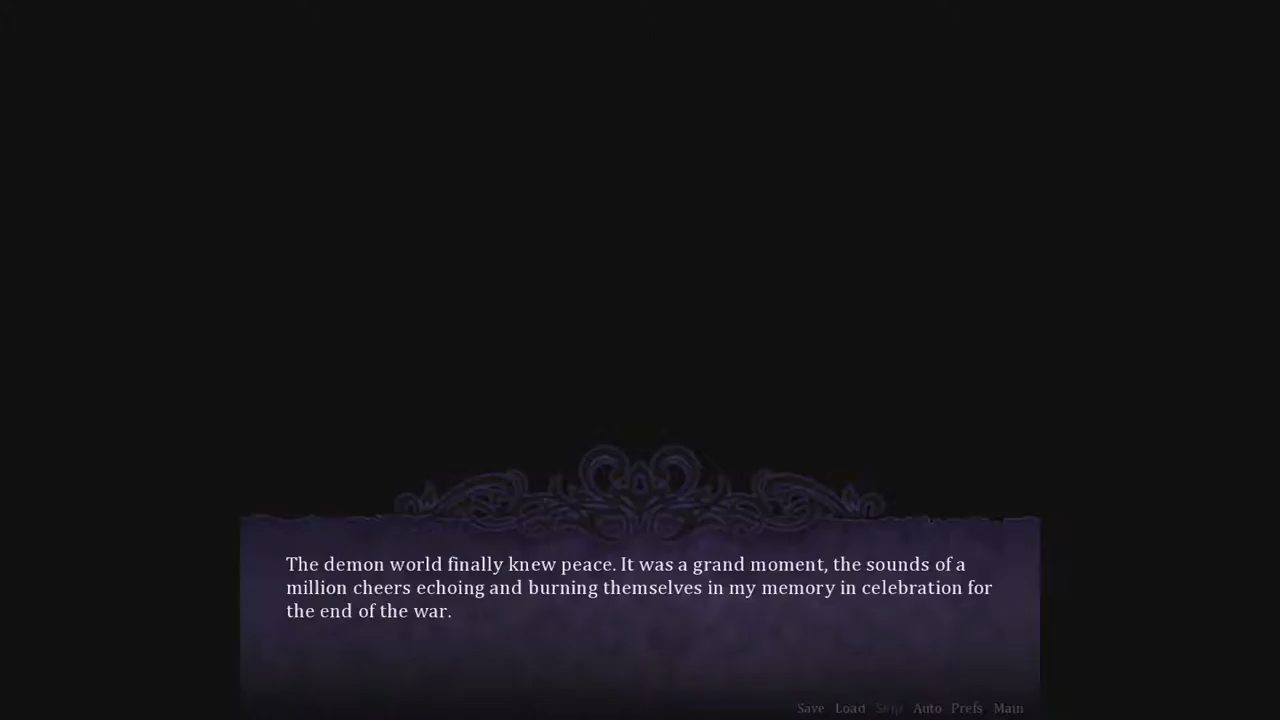 The demon world finally knew peace. It was a grand moment, the sounds of a
million cheers echoing and burning themselves in my memory in celebration for
the end of the war.
Save Load Skip Auto Prefs Main